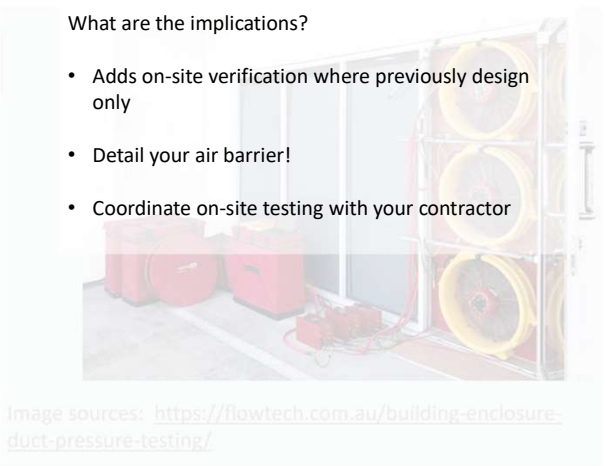 What are the implications?
• Adds on-site verification where previously design
only
• Detail your air barrier!
• Coordinate on-site testing with your contractor
Image sources: https://flowtech.com.au/building-enclosure-
duct-pressure-testing/